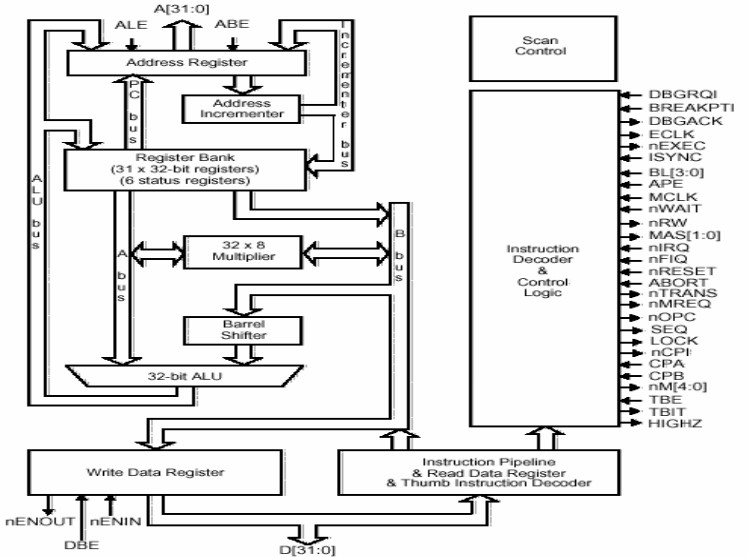 A[31:0]
ALE
ABE
Address Register
Address
Incrementer
Incrementer bus
PC bus
Register Bank
(31 x 32-bit registers)
(6 status registers)
ALU bus
A bus
32 x 8
Multiplier
B bus
Barrel
Shifter
32-bit ALU
Write Data Register
Instruction Pipeline
& Read Data Register
& Thumb Instruction Decoder
nENOUT
nENIN
DBE
D[31:0]
Scan
Control
Instruction
Decoder
&
Control
Logic
DBGRQI
BREAKPTI
DBGACK
ECLK
nEXEC
ISYNC
BL[3:0]
APE
MCLK
nWAIT
nRW
MAS[1:0]
nIRQ
nFIQ
nRESET
ABORT
nTRANS
nMREQ
nOPC
SEQ
LOCK
nCPI
CPA
CPB
nM[4:0]
TBE
TBIT
HIGHZ